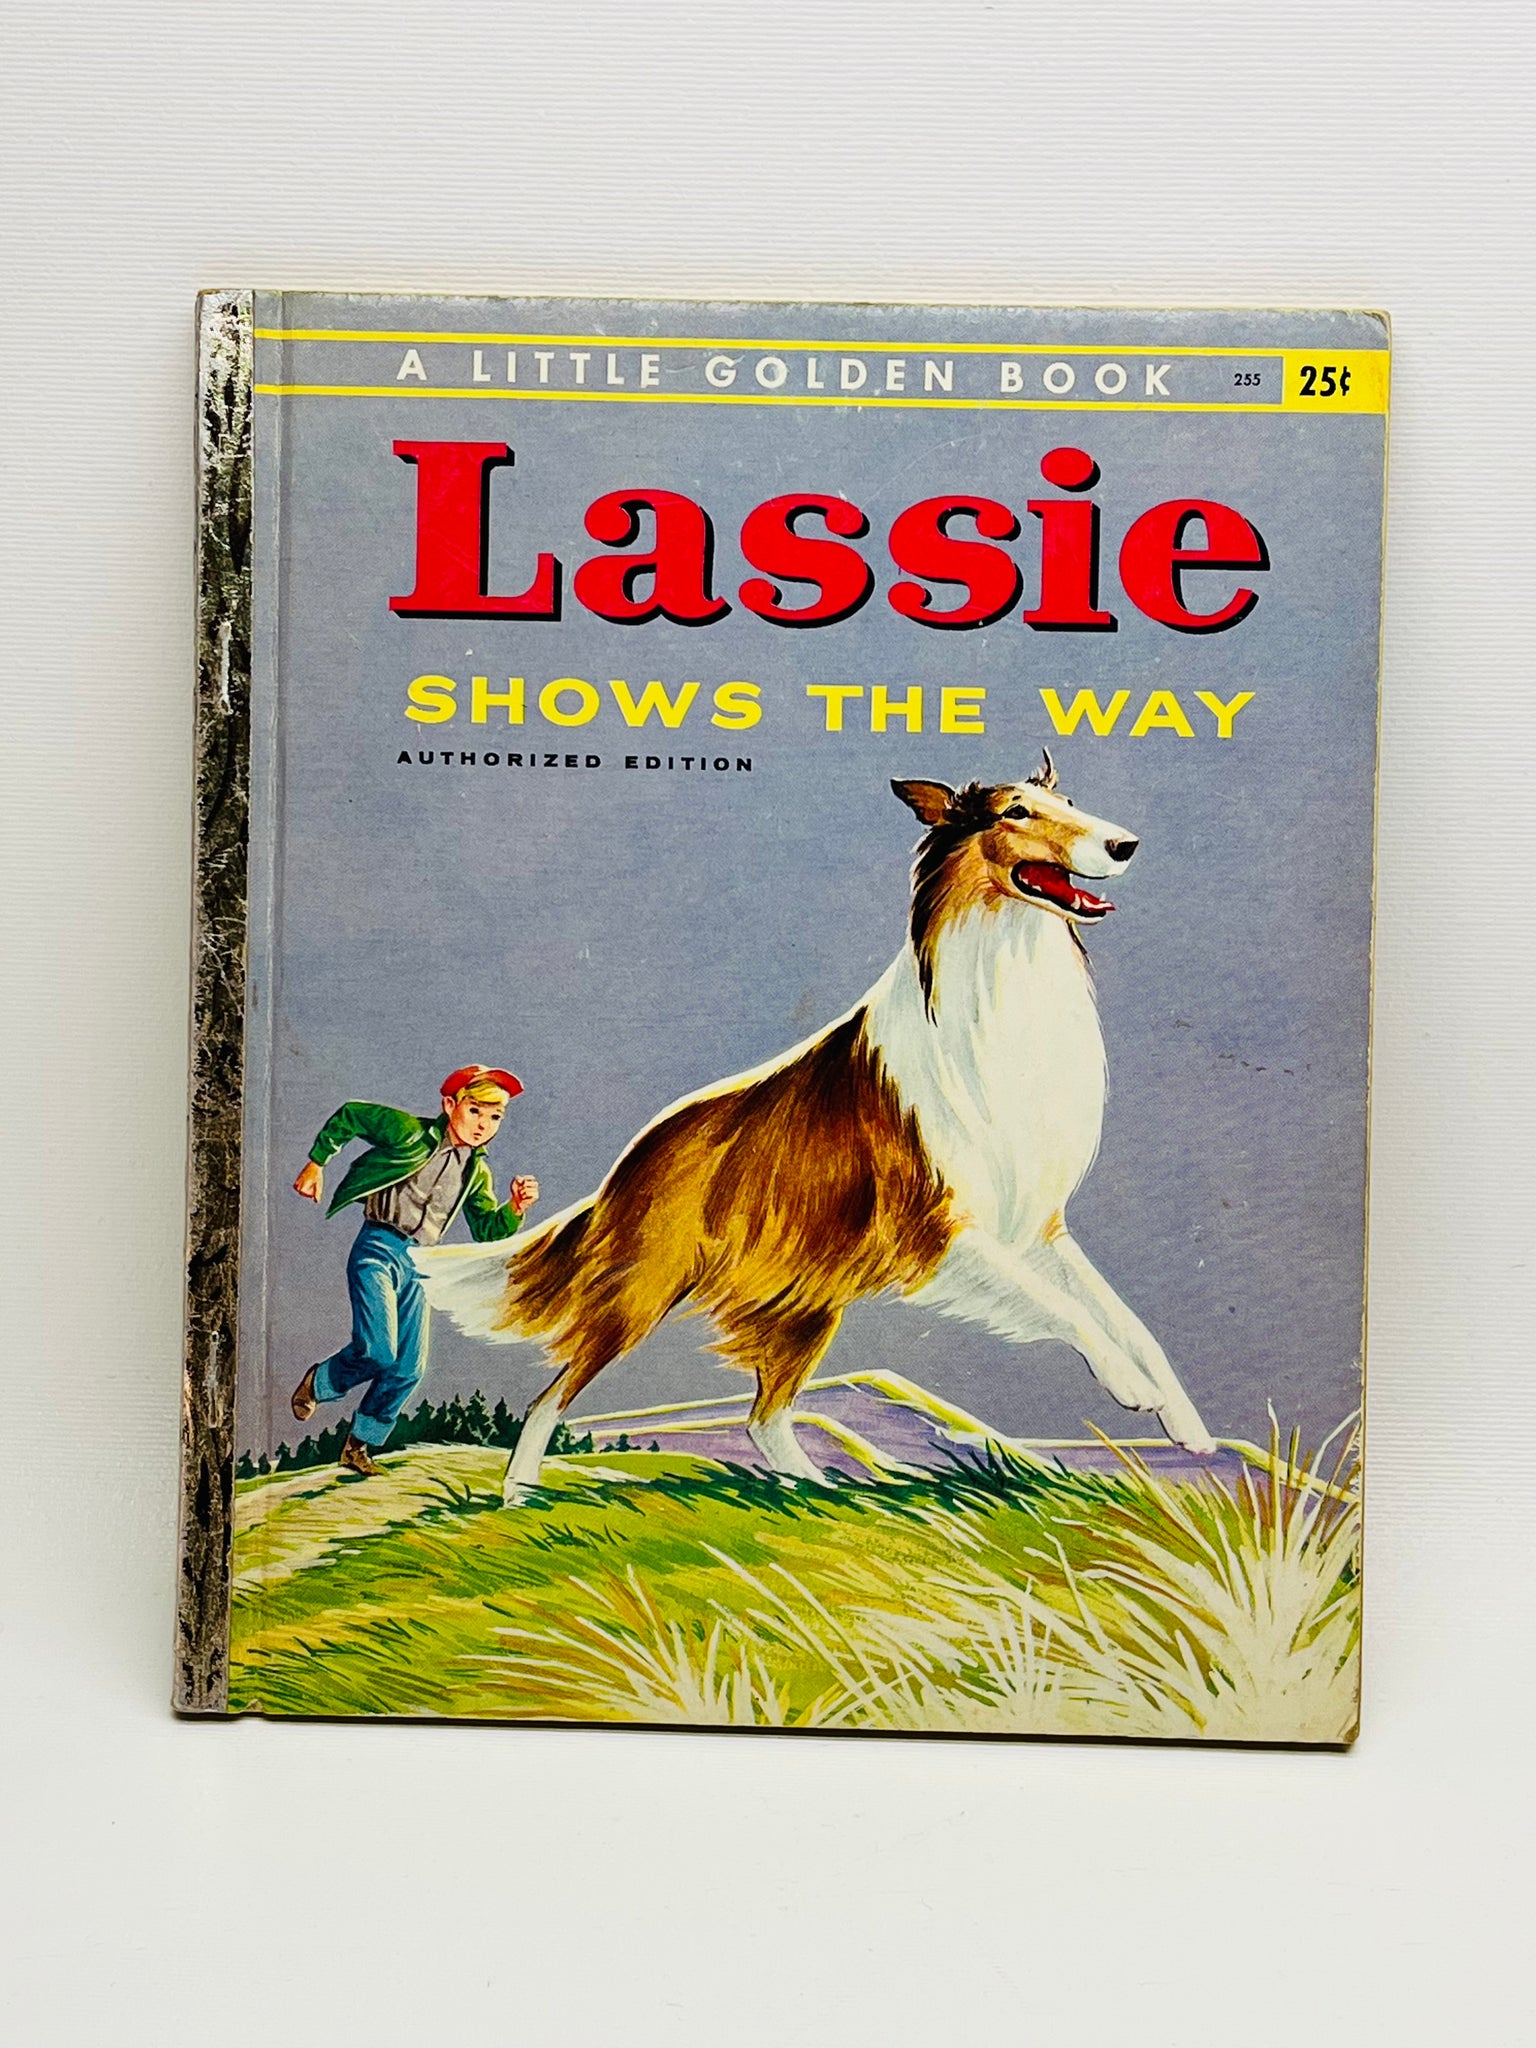 A LITTLE GOLDEN BOOK 255 25¢
Lassie
SHOWS THE WAY
AUTHORIZED EDITION